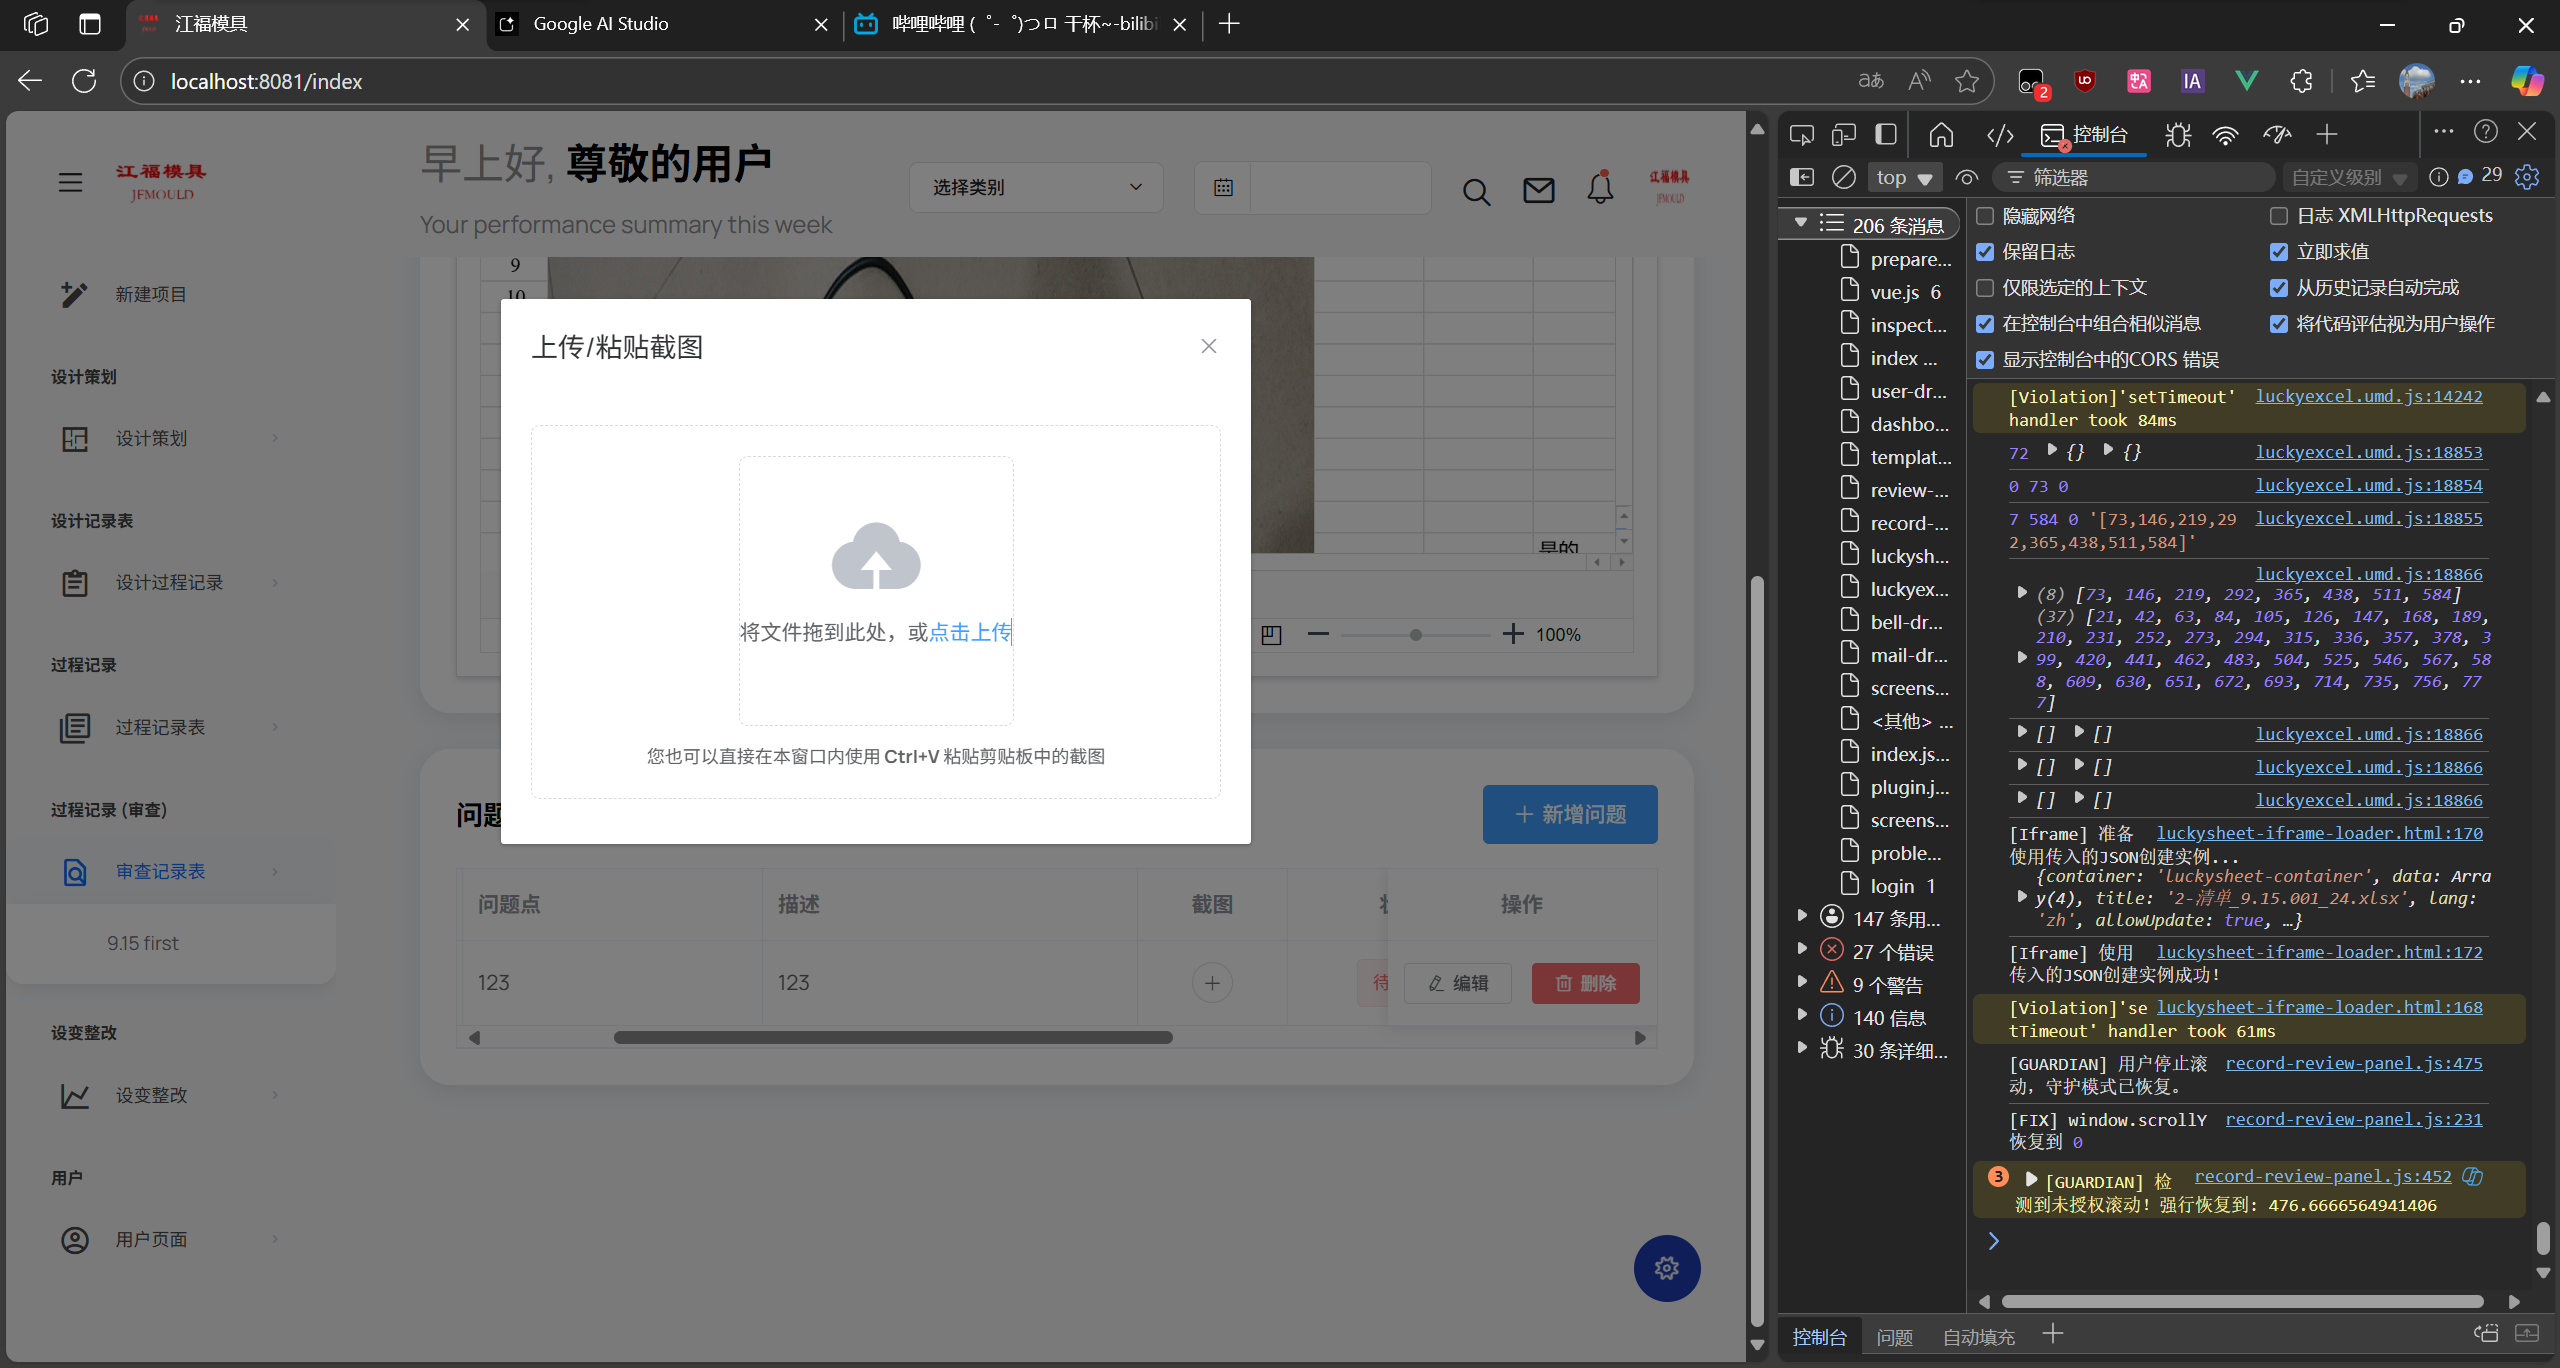 江福模具
Google AI Studio
哔哩哔哩 (゜-゜)つロ 干杯~-bilibi
localhost:8081/index
江福模具
JFMOULD
早上好, 尊敬的用户
Your performance summary this week
选择类别
江福模具
JFMOULD
新建项目
设计策划
设计策划
设计记录表
设计过程记录
过程记录
过程记录表
过程记录 (审查)
审查记录表
9.15 first
设变整改
设变整改
用户
用户页面
9
10
是的
100%
上传/粘贴截图
将文件拖到此处，或点击上传
您也可以直接在本窗口内使用 Ctrl+V 粘贴剪贴板中的截图
问题
新增问题
问题点 描述 截图 操作
123 123 待 编辑 删除
控制台
top 筛选器 自定义级别 29
206 条消息
prepare...
vue.js 6
inspect...
index ...
user-dr...
dashbo...
templat...
review-...
record-...
luckysh...
luckyex...
bell-dr...
mail-dr...
screens...
<其他> ...
index.js...
plugin.j...
screens...
proble...
login 1
147 条用...
27 个错误
9 个警告
140 信息
30 条详细...
隐藏网络 日志 XMLHttpRequests
保留日志 立即求值
仅限选定的上下文 从历史记录自动完成
在控制台中组合相似消息 将代码评估视为用户操作
显示控制台中的CORS 错误
[Violation]'setTimeout' luckyexcel.umd.js:14242
handler took 84ms
72 {} {} luckyexcel.umd.js:18853
0 73 0 luckyexcel.umd.js:18854
7 584 0 '[73,146,219,29 luckyexcel.umd.js:18855
2,365,438,511,584]'
luckyexcel.umd.js:18866
(8) [73, 146, 219, 292, 365, 438, 511, 584]
(37) [21, 42, 63, 84, 105, 126, 147, 168, 189,
210, 231, 252, 273, 294, 315, 336, 357, 378, 3
99, 420, 441, 462, 483, 504, 525, 546, 567, 58
8, 609, 630, 651, 672, 693, 714, 735, 756, 77
7]
[] [] luckyexcel.umd.js:18866
[] [] luckyexcel.umd.js:18866
[] [] luckyexcel.umd.js:18866
[Iframe] 准备 luckysheet-iframe-loader.html:170
使用传入的JSON创建实例...
{container: 'luckysheet-container', data: Arra
y(4), title: '2-清单_9.15.001_24.xlsx', lang:
'zh', allowUpdate: true, …}
[Iframe] 使用 luckysheet-iframe-loader.html:172
传入的JSON创建实例成功!
[Violation]'se luckysheet-iframe-loader.html:168
tTimeout' handler took 61ms
[GUARDIAN] 用户停止滚 record-review-panel.js:475
动，守护模式已恢复。
[FIX] window.scrollY record-review-panel.js:231
恢复到 0
3 [GUARDIAN] 检 record-review-panel.js:452
测到未授权滚动! 强行恢复到: 476.6666564941406
控制台 问题 自动填充